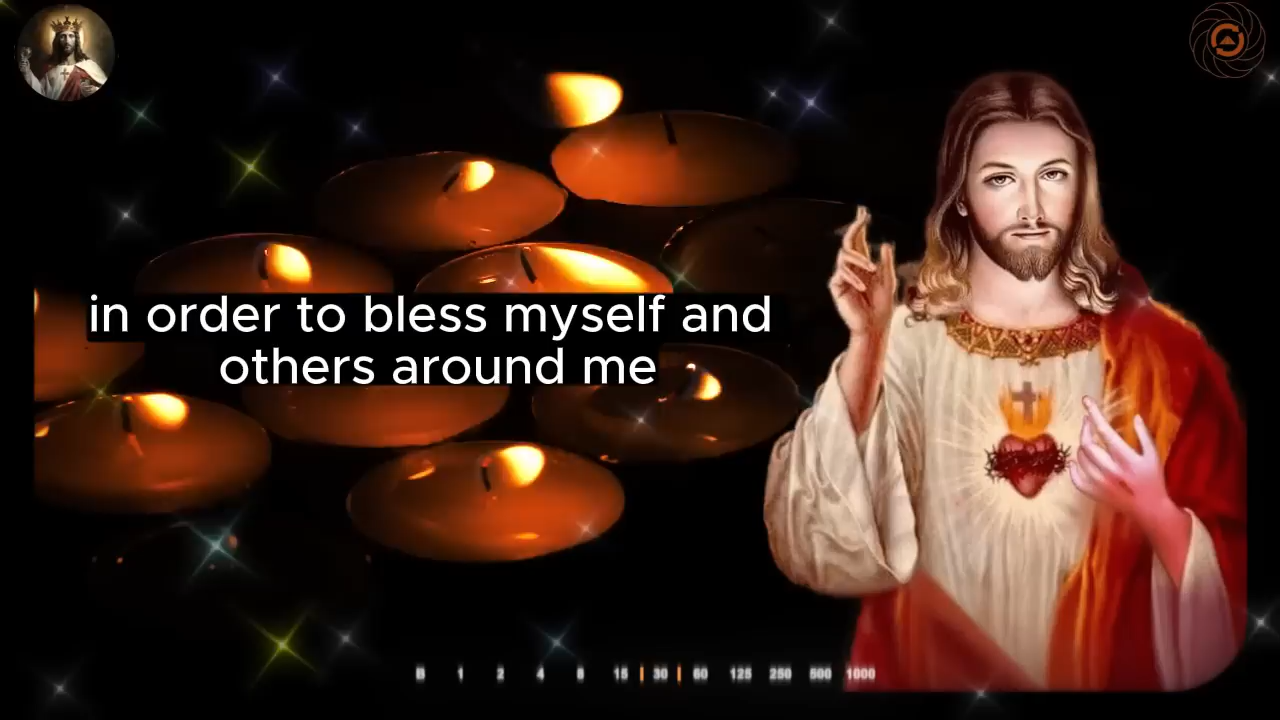 in order to bless myself and
others around me
B 1 2 4 8 15 30 60 125 250 500 1000